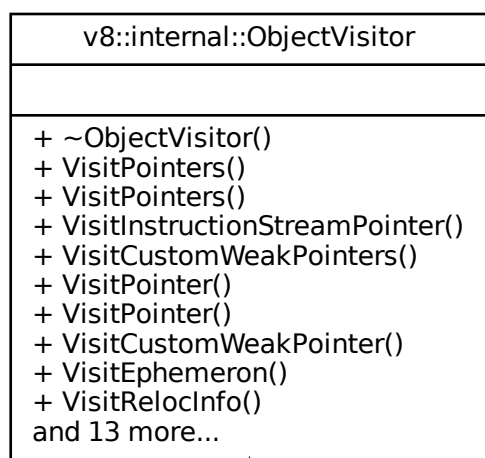 v8::internal::ObjectVisitor
+ ~ObjectVisitor()
+ VisitPointers()
+ VisitPointers()
+ VisitInstructionStreamPointer()
+ VisitCustomWeakPointers()
+ VisitPointer()
+ VisitPointer()
+ VisitCustomWeakPointer()
+ VisitEphemeron()
+ VisitRelocInfo()
and 13 more...